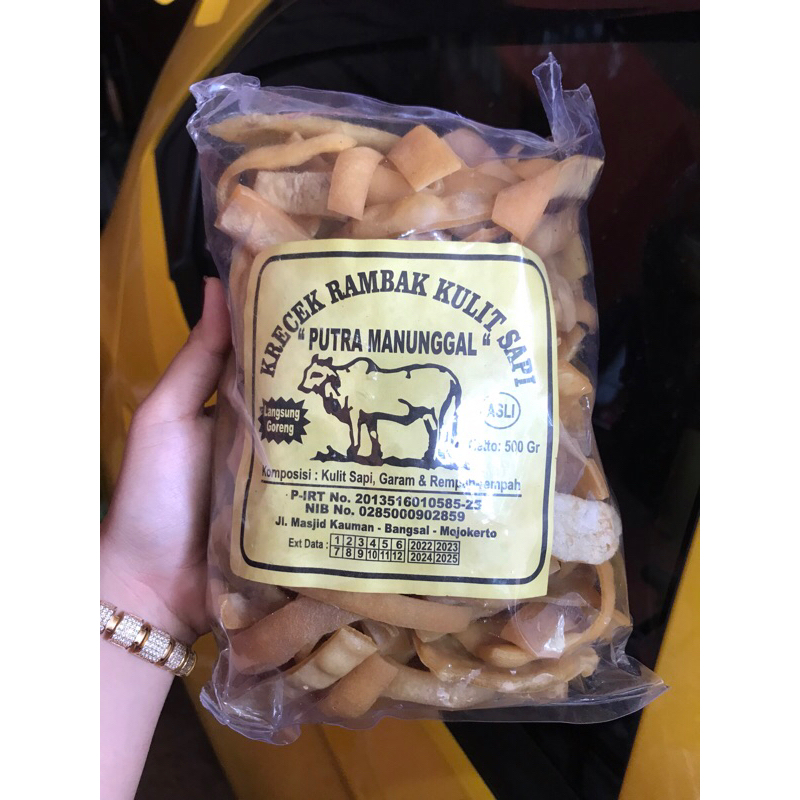 KRECEK RAMBAK KULIT SAPI
"PUTRA MANUNGGAL"
Langsung
Goreng
ASLI
Netto: 500 Gr
Komposisi : Kulit Sapi, Garam & Rempah-rempah
P-IRT No. 2013516010585-25
NIB No. 0285000902859
Jl. Masjid Kauman - Bangsal - Mojokerto
Ext Data : 1 2 3 4 5 6 2022 2023
7 8 9 10 11 12 2024 2025